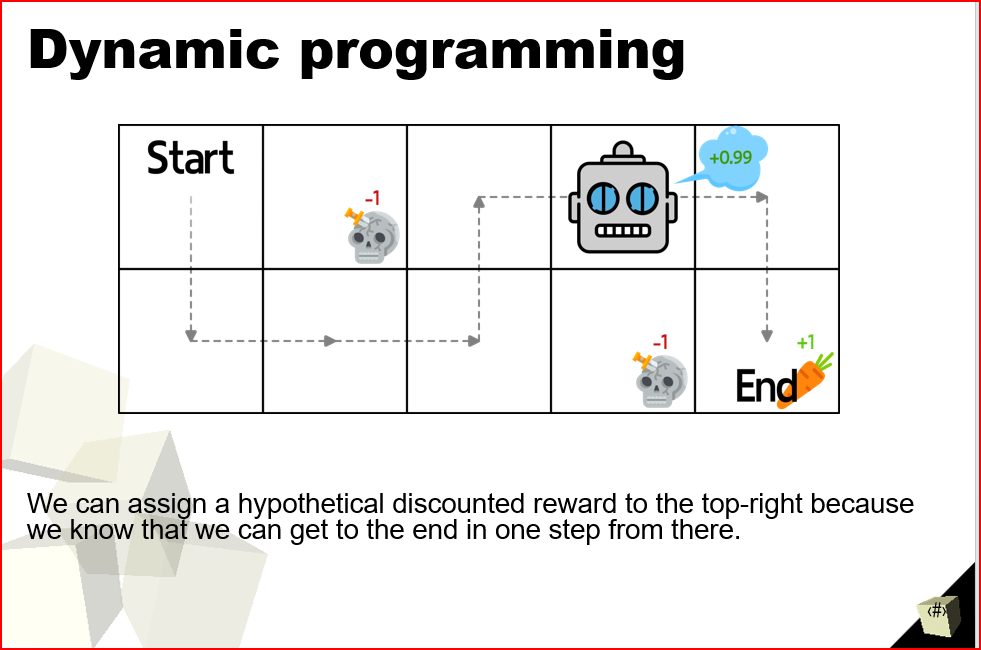 Dynamic programming
Start
+0.99
-1
-1
+1
End
We can assign a hypothetical discounted reward to the top-right because
we know that we can get to the end in one step from there.
‹#›